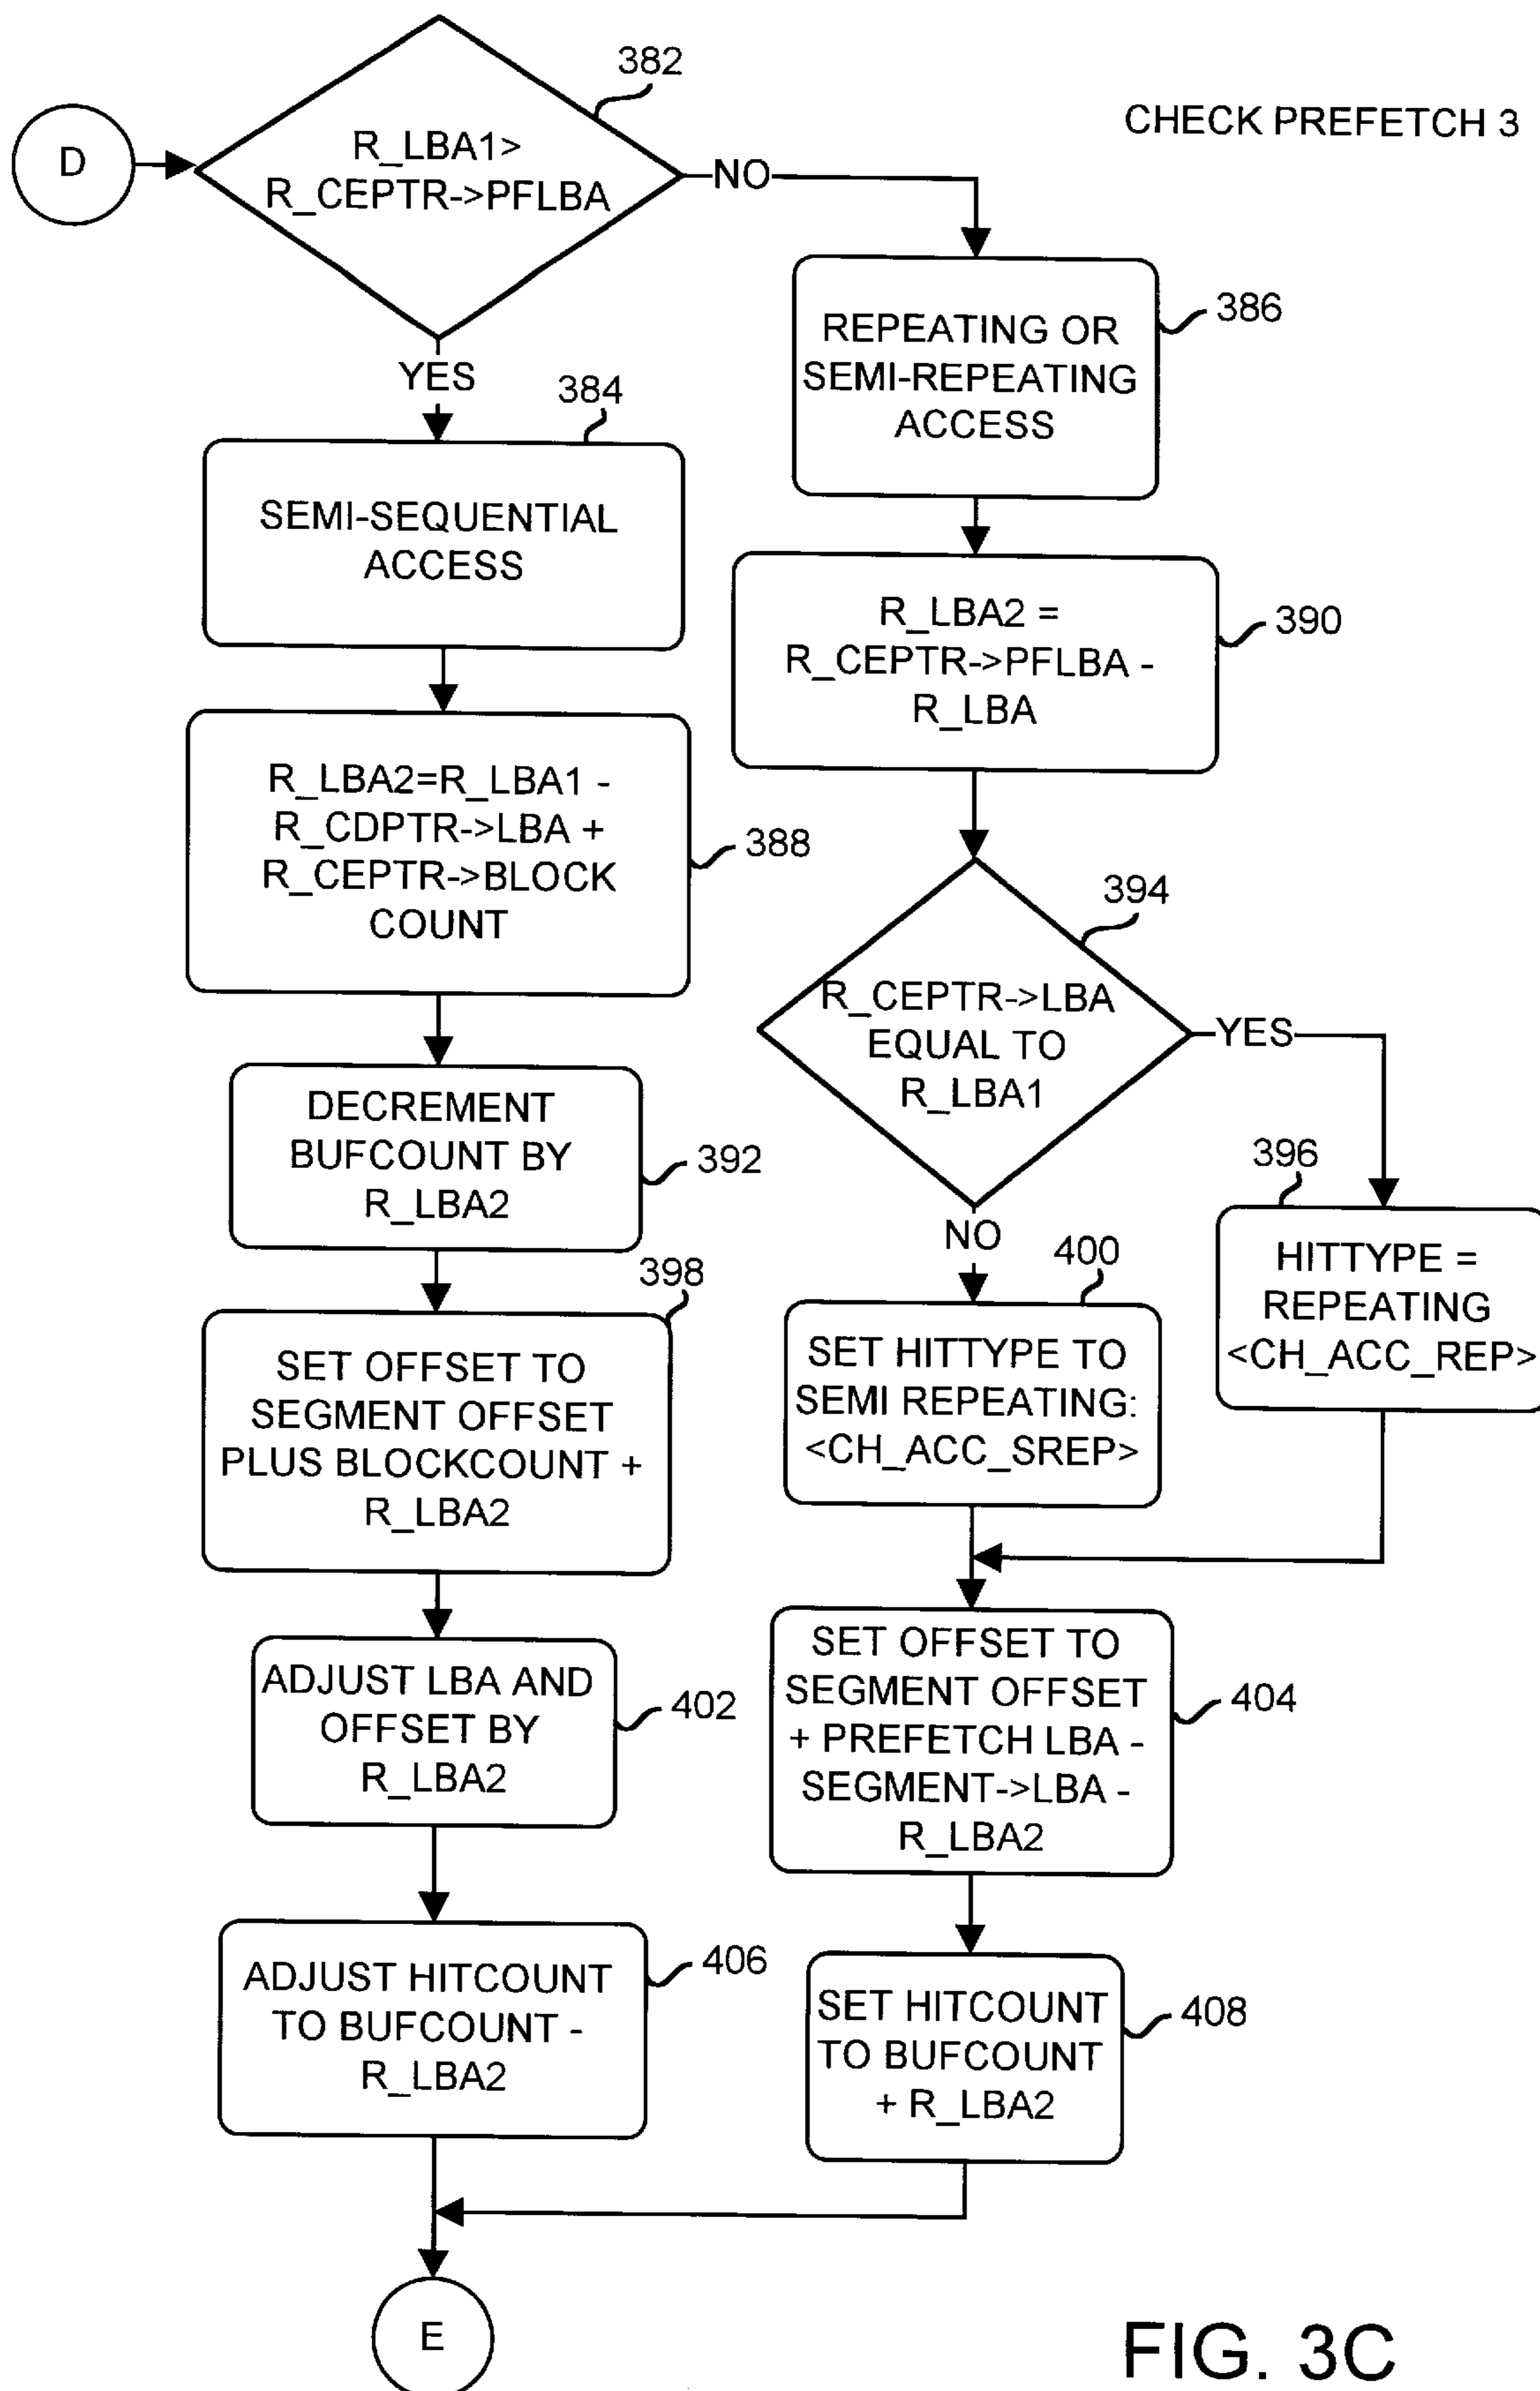 CHECK PREFETCH 3
D
382
R_LBA1>
R_CEPTR->PFLBA
NO
YES
384
SEMI-SEQUENTIAL
ACCESS
386
REPEATING OR
SEMI-REPEATING
ACCESS
R_LBA2=R_LBA1 -
R_CDPTR->LBA +
R_CEPTR->BLOCK
COUNT
388
R_LBA2 =
R_CEPTR->PFLBA -
R_LBA
390
DECREMENT
BUFCOUNT BY
R_LBA2
392
394
R_CEPTR->LBA
EQUAL TO
R_LBA1
YES
NO
396
HITTYPE =
REPEATING
<CH_ACC_REP>
398
SET OFFSET TO
SEGMENT OFFSET
PLUS BLOCKCOUNT +
R_LBA2
400
SET HITTYPE TO
SEMI REPEATING:
<CH_ACC_SREP>
ADJUST LBA AND
OFFSET BY
R_LBA2
402
SET OFFSET TO
SEGMENT OFFSET
+ PREFETCH LBA -
SEGMENT->LBA -
R_LBA2
404
ADJUST HITCOUNT
TO BUFCOUNT -
R_LBA2
406
SET HITCOUNT
TO BUFCOUNT
+ R_LBA2
408
E
FIG. 3C